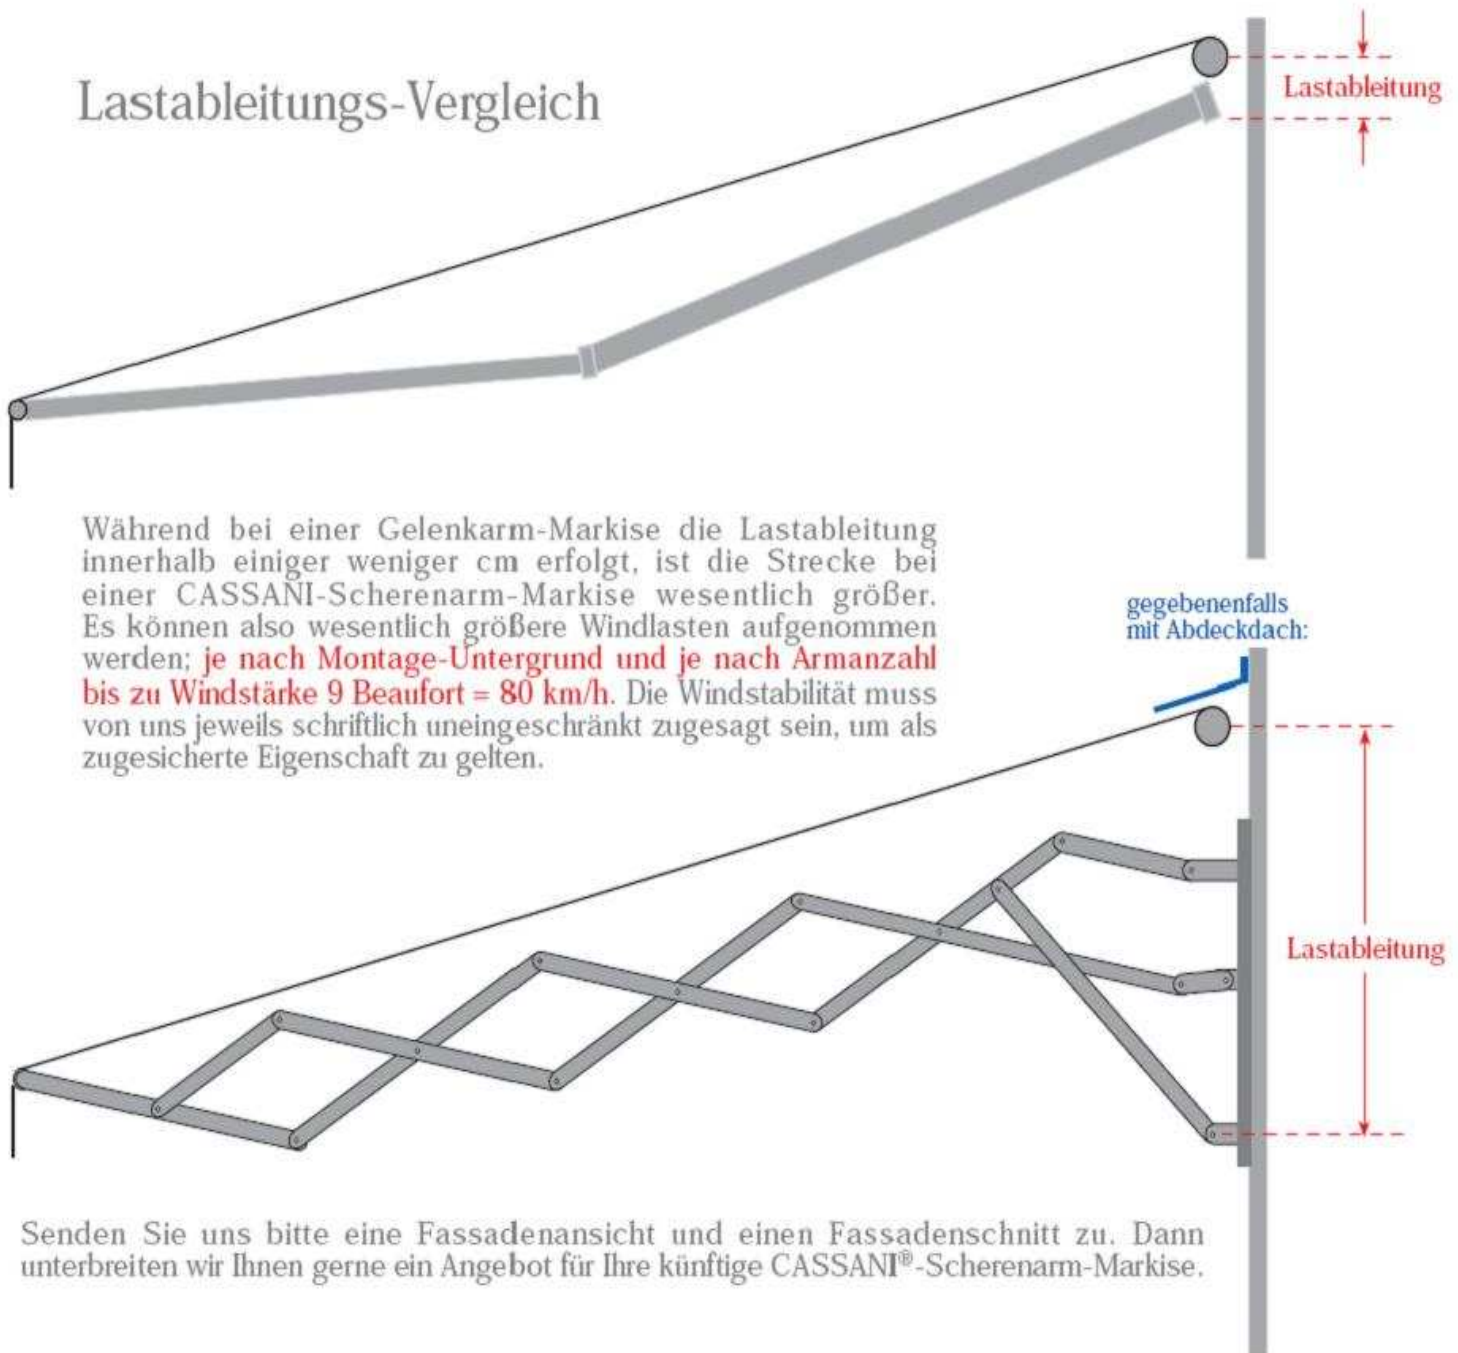 Lastableitungs-Vergleich
Lastableitung
Während bei einer Gelenkarm-Markise die Lastableitung
innerhalb einiger weniger cm erfolgt, ist die Strecke bei
einer CASSANI-Scherenarm-Markise wesentlich größer.
Es können also wesentlich größere Windlasten aufgenommen
werden; je nach Montage-Untergrund und je nach Armanzahl
bis zu Windstärke 9 Beaufort = 80 km/h. Die Windstabilität muss
von uns jeweils schriftlich uneingeschränkt zugesagt sein, um als
zugesicherte Eigenschaft zu gelten.
gegebenenfalls
mit Abdeckdach:
Lastableitung
Senden Sie uns bitte eine Fassadenansicht und einen Fassadenschnitt zu. Dann
unterbreiten wir Ihnen gerne ein Angebot für Ihre künftige CASSANI®-Scherenarm-Markise.